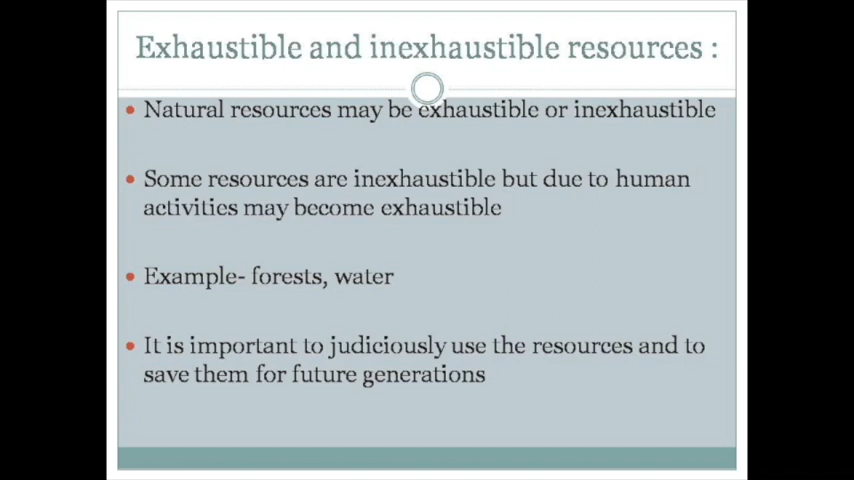 Exhaustible and inexhaustible resources :
Natural resources may be exhaustible or inexhaustible
Some resources are inexhaustible but due to human
activities may become exhaustible
Example- forests, water
It is important to judiciously use the resources and to
save them for future generations